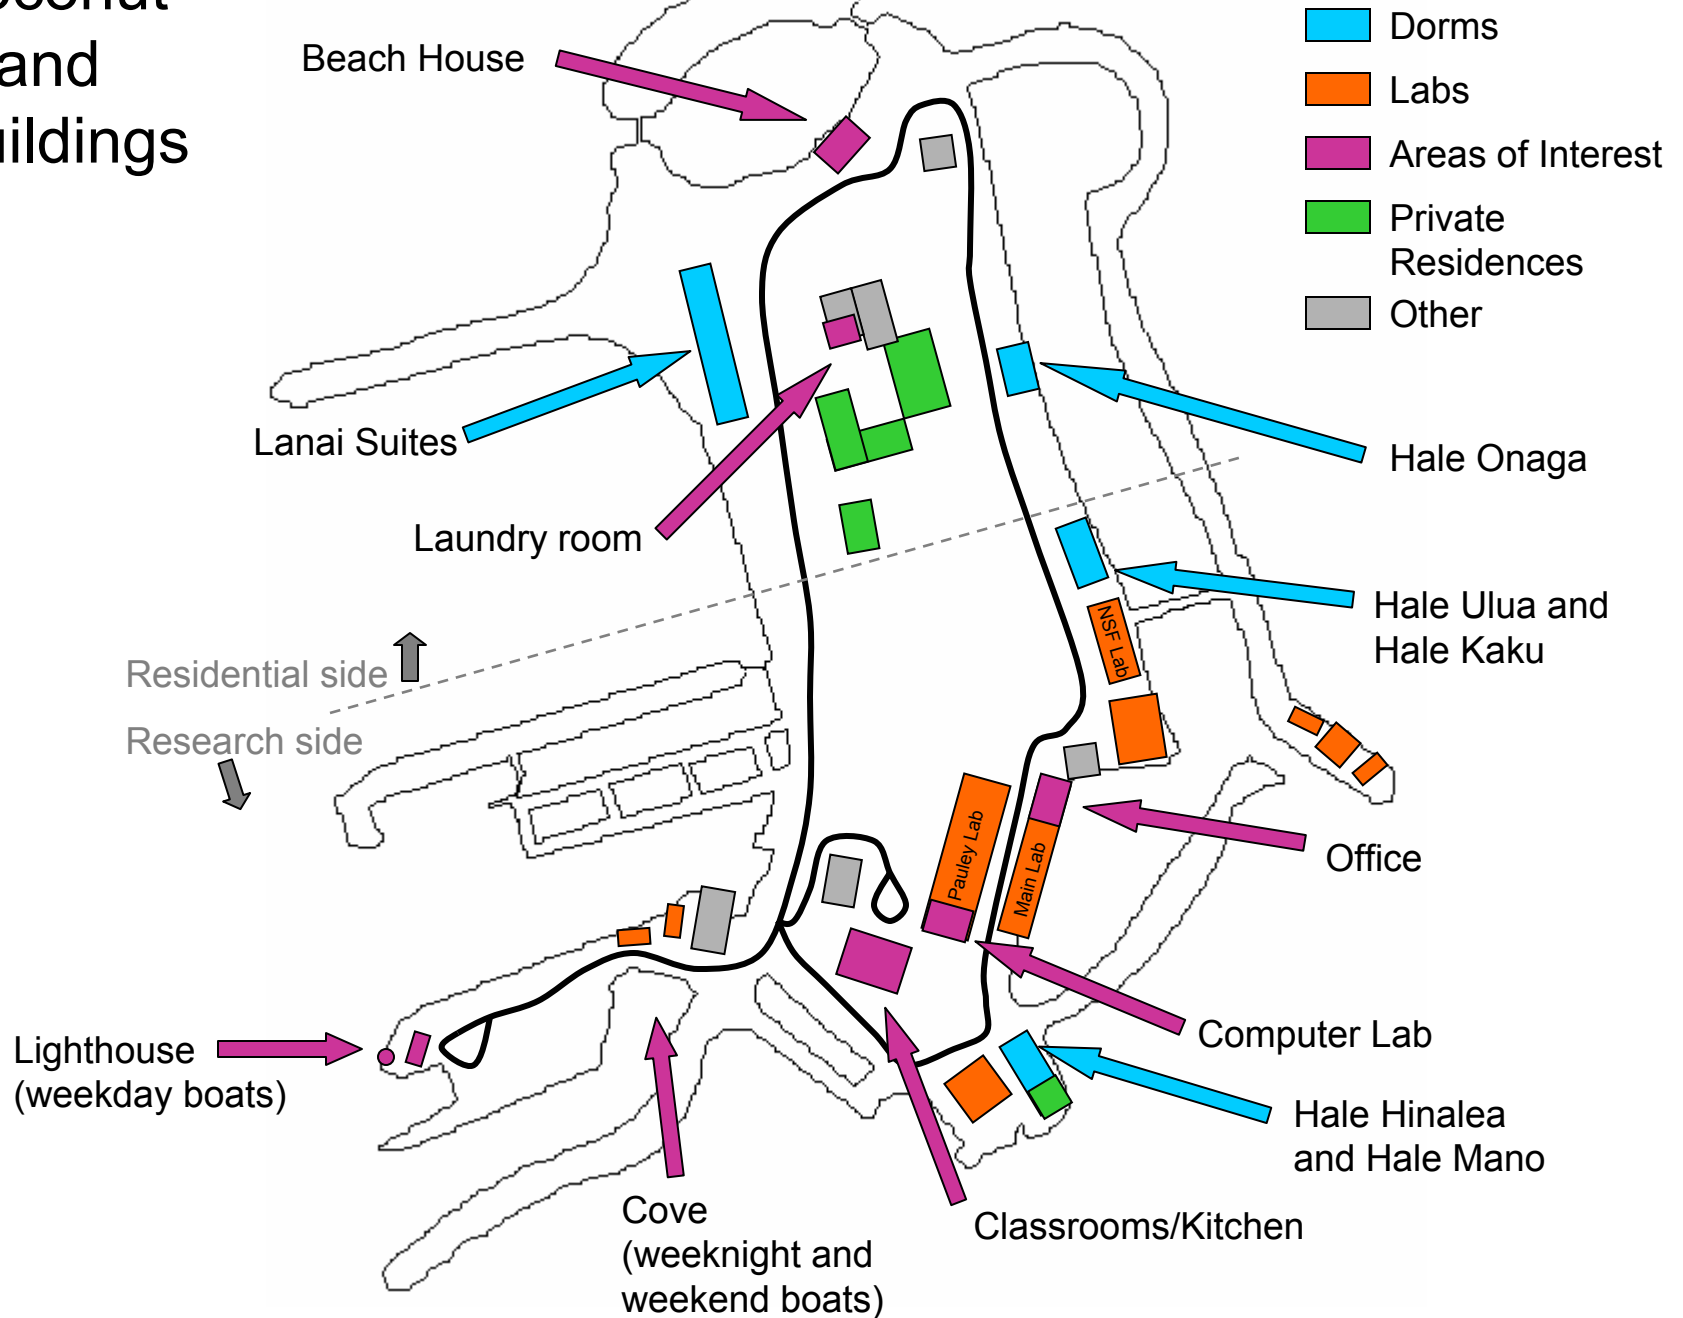 and
Beach House
Lanai Suites
Laundry room
Residential side
Research side
Lighthouse
(weekday boats)
Cove
(weeknight and
weekend boats)
Classrooms/Kitchen
Hale Hinalea
and Hale Mano
Computer Lab
Office
Hale Ulua and
Hale Kaku
Hale Onaga
NSF Lab
Pauley Lab
Main Lab
Dorms
Labs
Areas of Interest
Private
Residences
Other